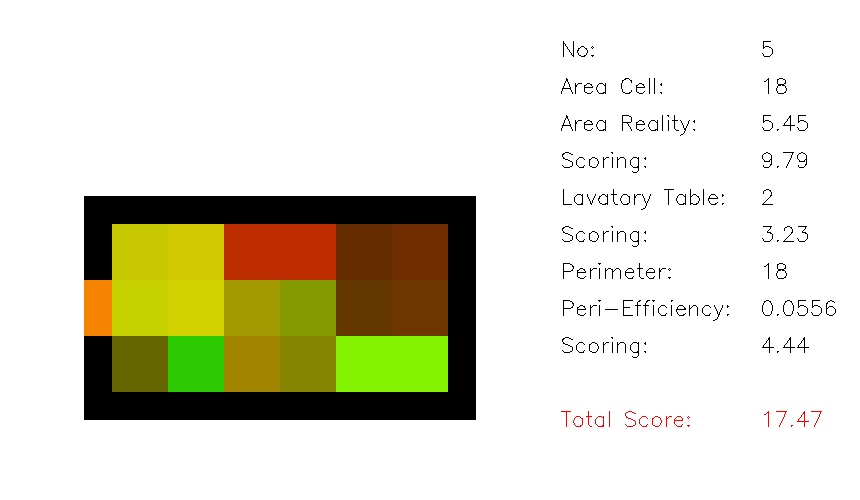 No: 5
Area Cell: 18
Area Reality: 5.45
Scoring: 9.79
Lavatory Table: 2
Scoring: 3.23
Perimeter: 18
Peri-Efficiency: 0.0556
Scoring: 4.44
Total Score: 17.47